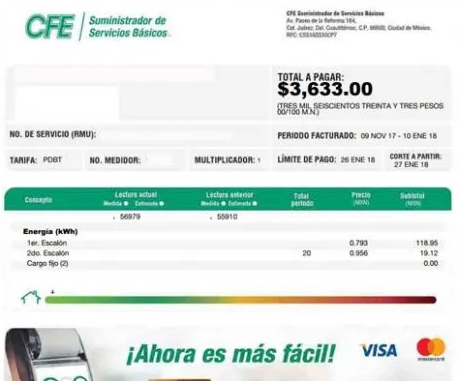 CFE Suministrador de
Servicios Básicos®
CFE Suministrador de Servicios Básicos
Av. Paseo de la Reforma 164,
Col. Juárez, Del. Cuauhtémoc, C.P. 06600, Ciudad de México.
TOTAL A PAGAR:
$3,633.00
(TRES MIL SEISCIENTOS TREINTA Y TRES PESOS
00/100 M.N.)
NO. DE SERVICIO (RMU):
PERIODO FACTURADO: 09 NOV 17 - 10 ENE 18
TARIFA: PDBT NO. MEDIDOR: MULTIPLICADOR: 1 LÍMITE DE PAGO: 26 ENE 18 CORTE A PARTIR:
27 ENE 18
Concepto Lectura actual Lectura anterior Total Precio Subtotal
Medida Estimada Medida Estimada periodo (MXN) (MXN)
56979 55910
Energía (kWh)
1er. Escalón 0.793 118.95
2do. Escalón 20 0.956 19.12
Cargo fijo (2) 0.00
¡Ahora es más fácil! VISA mastercard